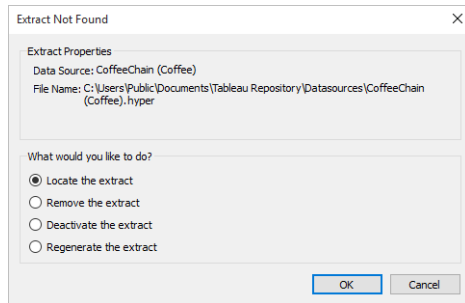 Extract Not Found
Extract Properties
Data Source: CoffeeChain (Coffee)
File Name: C:\Users\Public\Documents\Tableau Repository\Datasources\CoffeeChain
(Coffee).hyper
What would you like to do?
Locate the extract
Remove the extract
Deactivate the extract
Regenerate the extract
OK Cancel